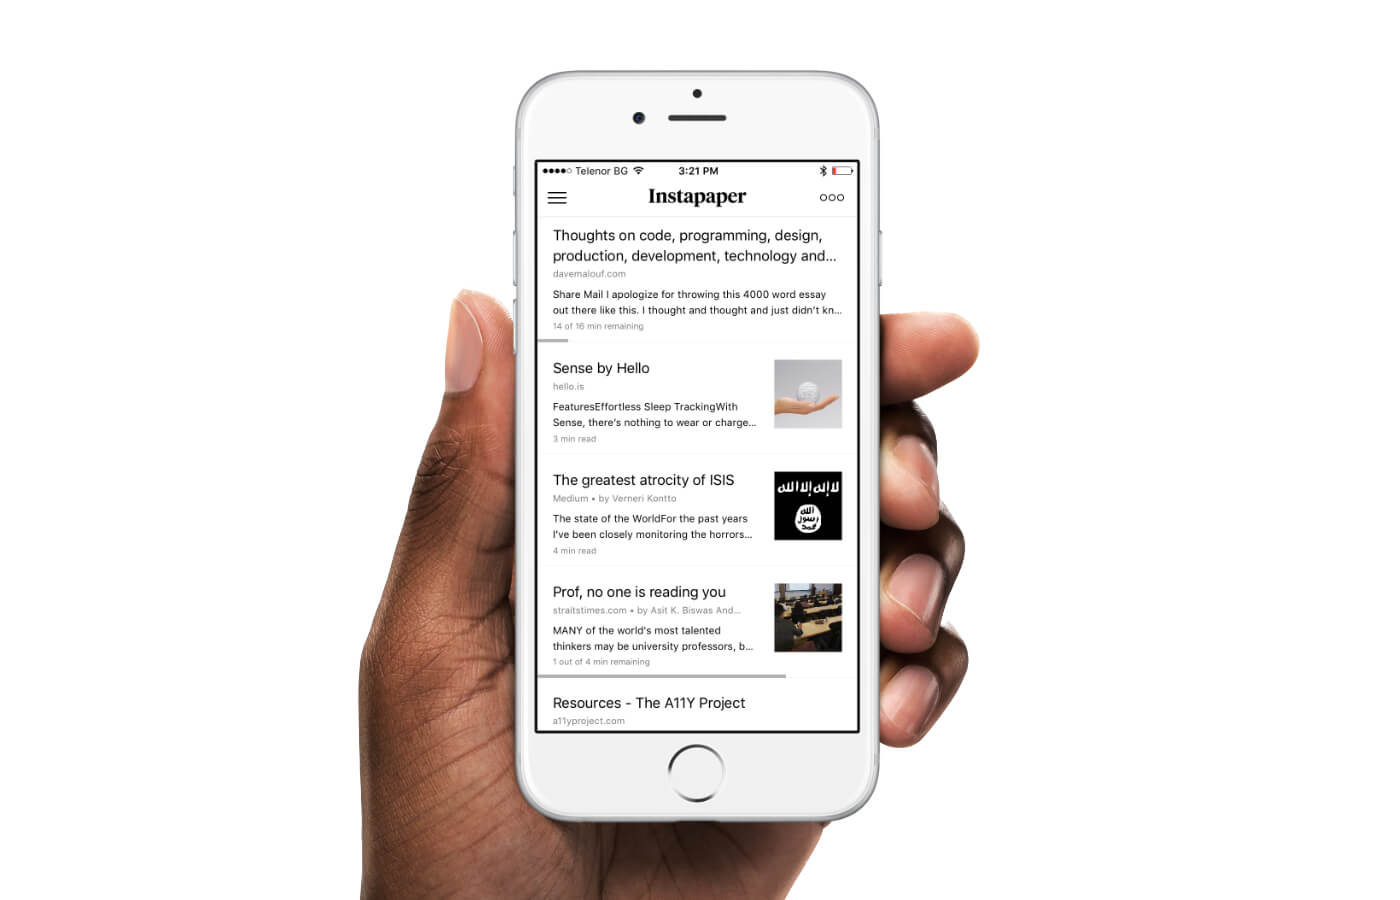 Telenor BG 3:21 PM
Instapaper
Thoughts on code, programming, design,
production, development, technology and...
davemalouf.com
Share Mail I apologize for throwing this 4000 word essay
out there like this. I thought and thought and just didn't kn...
14 of 16 min remaining
Sense by Hello
hello.is
FeaturesEffortless Sleep TrackingWith
Sense, there's nothing to wear or charge...
3 min read
The greatest atrocity of ISIS
Medium • by Verneri Kontto
The state of the WorldFor the past years
I've been closely monitoring the horrors...
4 min read
لا إله إلا الله
الله
رسول
محمد
Prof, no one is reading you
straitstimes.com • by Asit K. Biswas And...
MANY of the world's most talented
thinkers may be university professors, b...
1 out of 4 min remaining
Resources - The A11Y Project
a11yproject.com